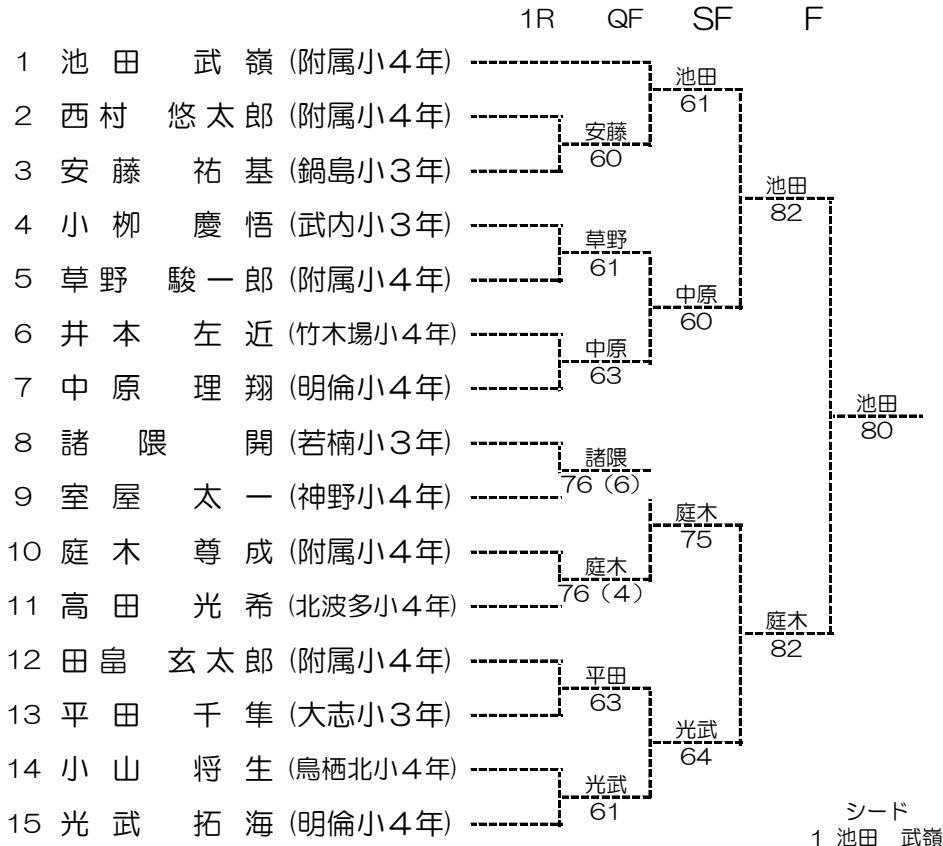 1R QF SF F
1 池田 武嶺 (附属小4年)
池田
61
2 西村 悠太郎 (附属小4年)
安藤
60
3 安藤 祐基 (鍋島小3年)
池田
82
4 小栁 慶悟 (武内小3年)
草野
61
5 草野 駿一郎 (附属小4年)
中原
60
6 井本 左近 (竹木場小4年)
中原
63
7 中原 理翔 (明倫小4年)
池田
80
8 諸隈 開 (若楠小3年)
諸隈
76 (6)
9 室屋 太一 (神野小4年)
庭木
75
10 庭木 尊成 (附属小4年)
庭木
76 (4)
11 高田 光希 (北波多小4年)
庭木
82
12 田畠 玄太郎 (附属小4年)
平田
63
13 平田 千隼 (大志小3年)
光武
64
14 小山 将生 (鳥栖北小4年)
光武
61
15 光武 拓海 (明倫小4年)
シード
1 池田 武嶺